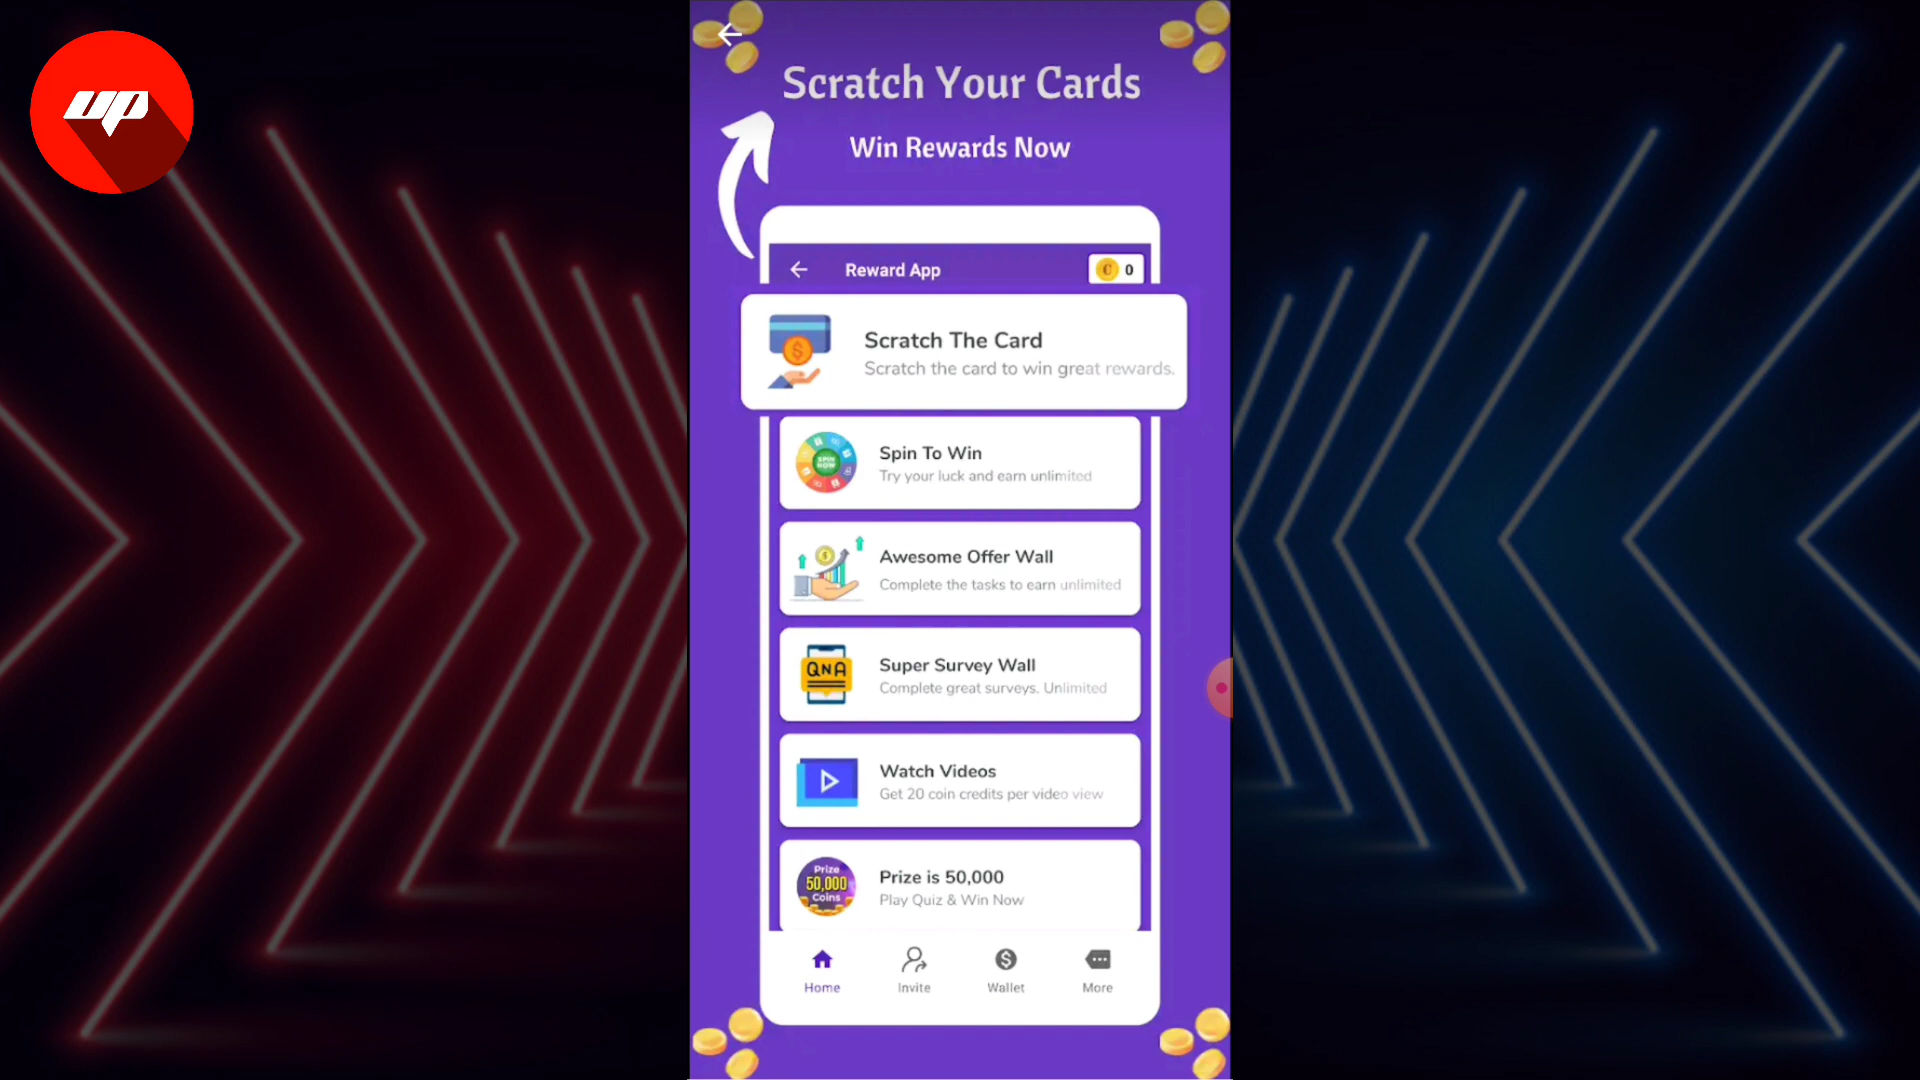 UP
Scratch Your Cards
Win Rewards Now
Reward App
C 0
Scratch The Card
Scratch the card to win great rewards.
Spin To Win
Try your luck and earn unlimited
SPIN
NOW
Awesome Offer Wall
Complete the tasks to earn unlimited
QNA
Super Survey Wall
Complete great surveys. Unlimited
Watch Videos
Get 20 coin credits per video view
Prize
50,000
Coins
Prize is 50,000
Play Quiz & Win Now
Home
Invite
Wallet
More